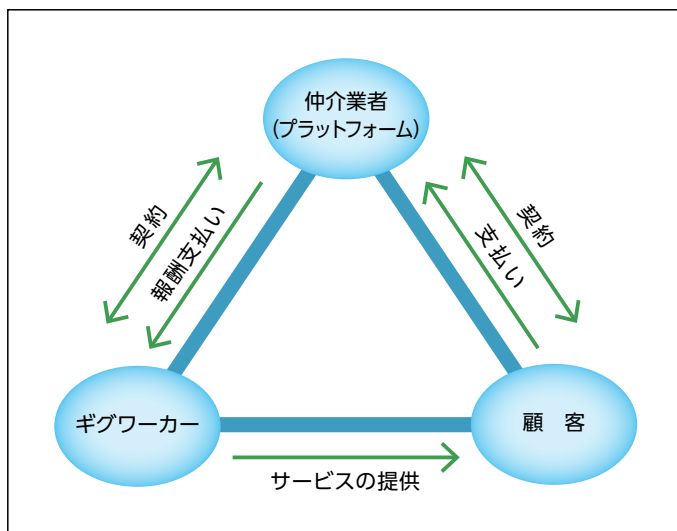 仲介業者
(プラットフォーム)
契約
報酬支払い
契約
支払い
ギグワーカー
顧　客
サービスの提供